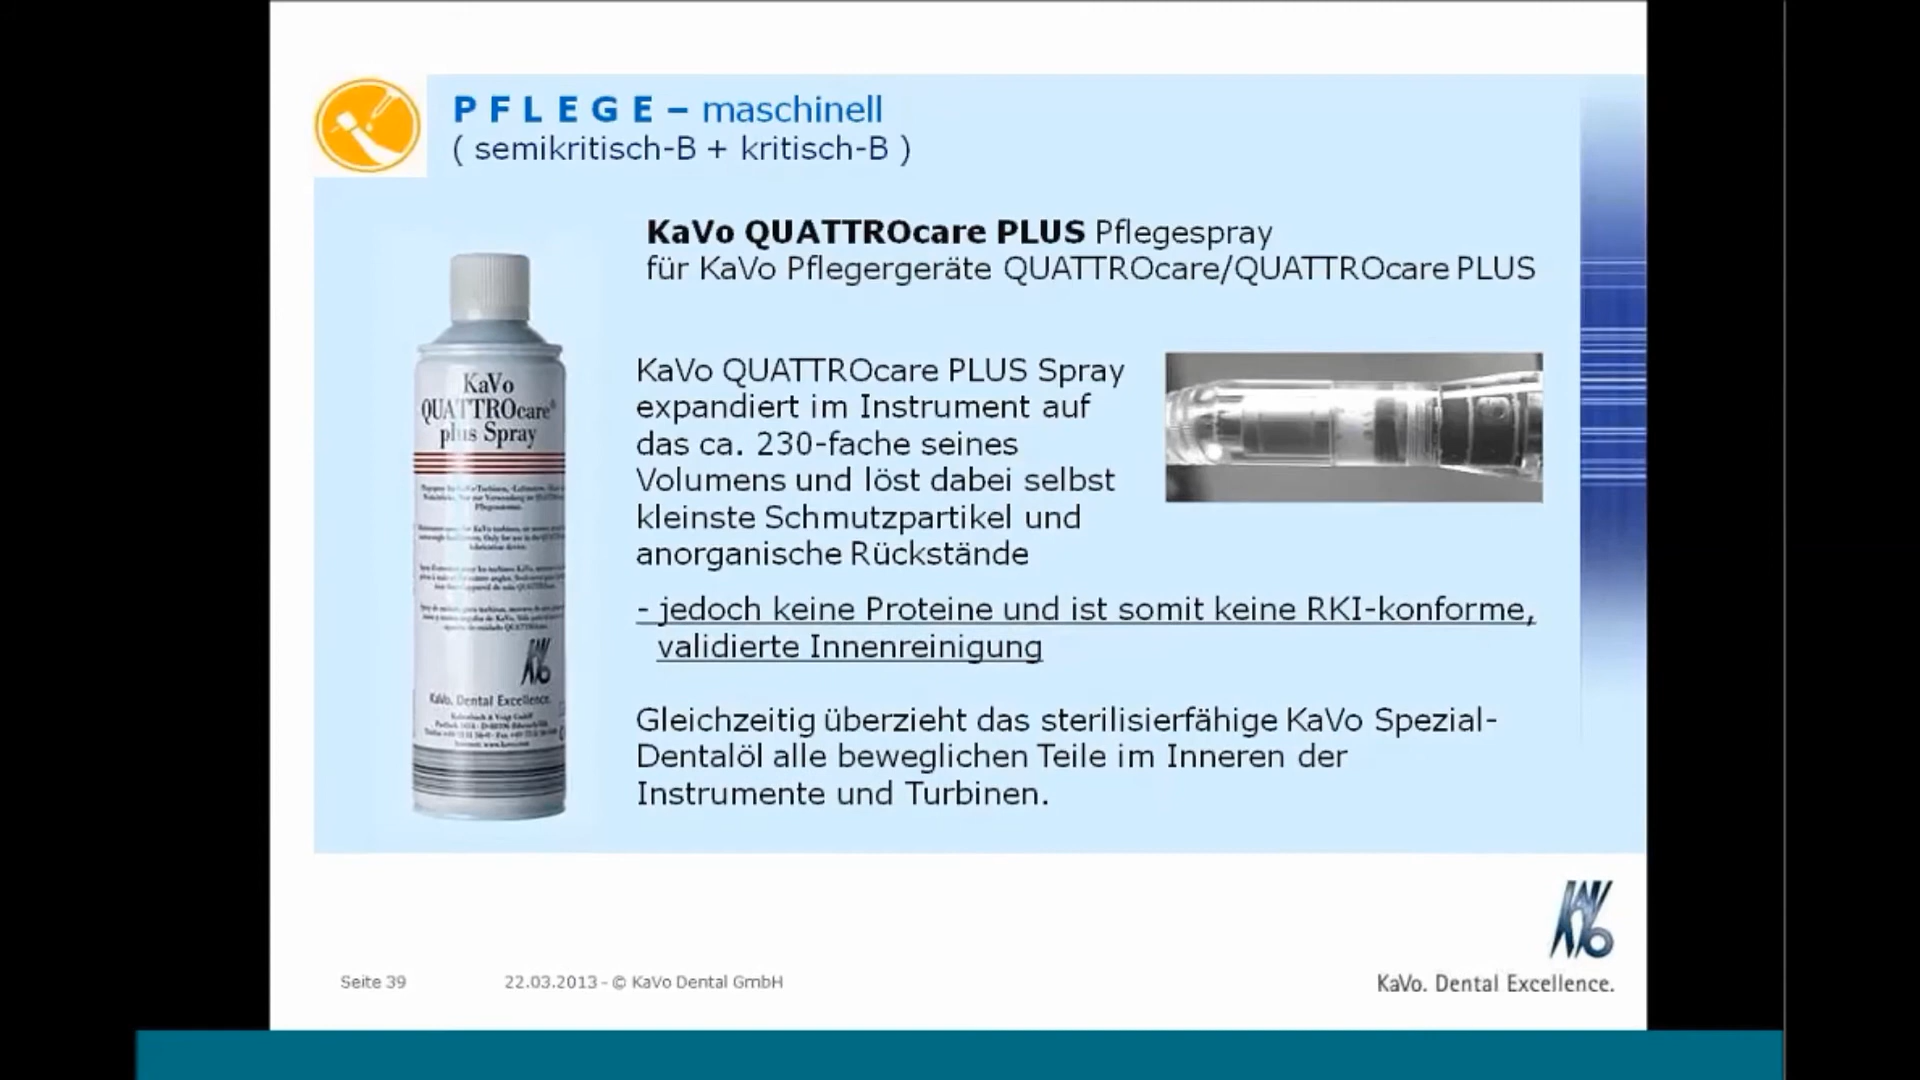 P F L E G E – maschinell
( semikritisch-B + kritisch-B )
KaVo QUATTROcare PLUS Pflegespray
für KaVo Pflegergeräte QUATTROcare/QUATTROcare PLUS
KaVo QUATTROcare PLUS Spray
expandiert im Instrument auf
das ca. 230-fache seines
Volumens und löst dabei selbst
kleinste Schmutzpartikel und
anorganische Rückstände
- jedoch keine Proteine und ist somit keine RKI-konforme,
validierte Innenreinigung
Gleichzeitig überzieht das sterilisierfähige KaVo Spezial-
Dentalöl alle beweglichen Teile im Inneren der
Instrumente und Turbinen.
KaVo
QUATTROcare®
plus Spray
KaVo. Dental Excellence.
KaVo
KaVo. Dental Excellence.
Seite 39
22.03.2013 - © KaVo Dental GmbH